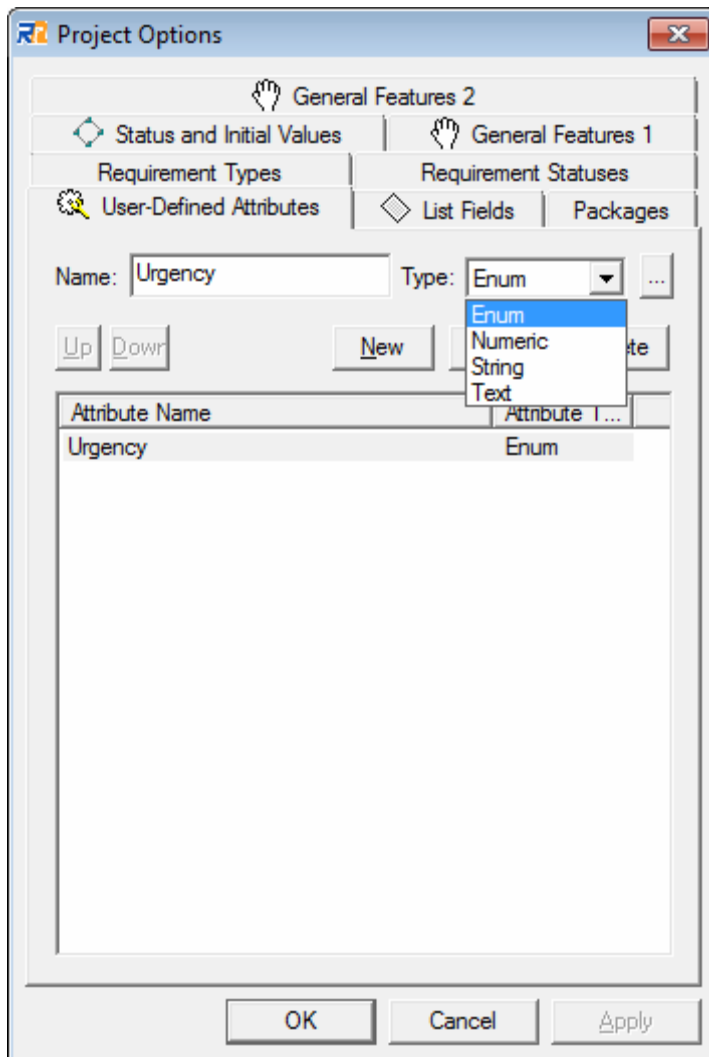 Project Options
General Features 2
Status and Initial Values General Features 1
Requirement Types Requirement Statuses
User-Defined Attributes List Fields Packages
Name: Urgency Type: Enum ...
Enum
Numeric
String
Text
Up Down New
Attribute Name Attribute T...
Urgency Enum
OK Cancel Apply